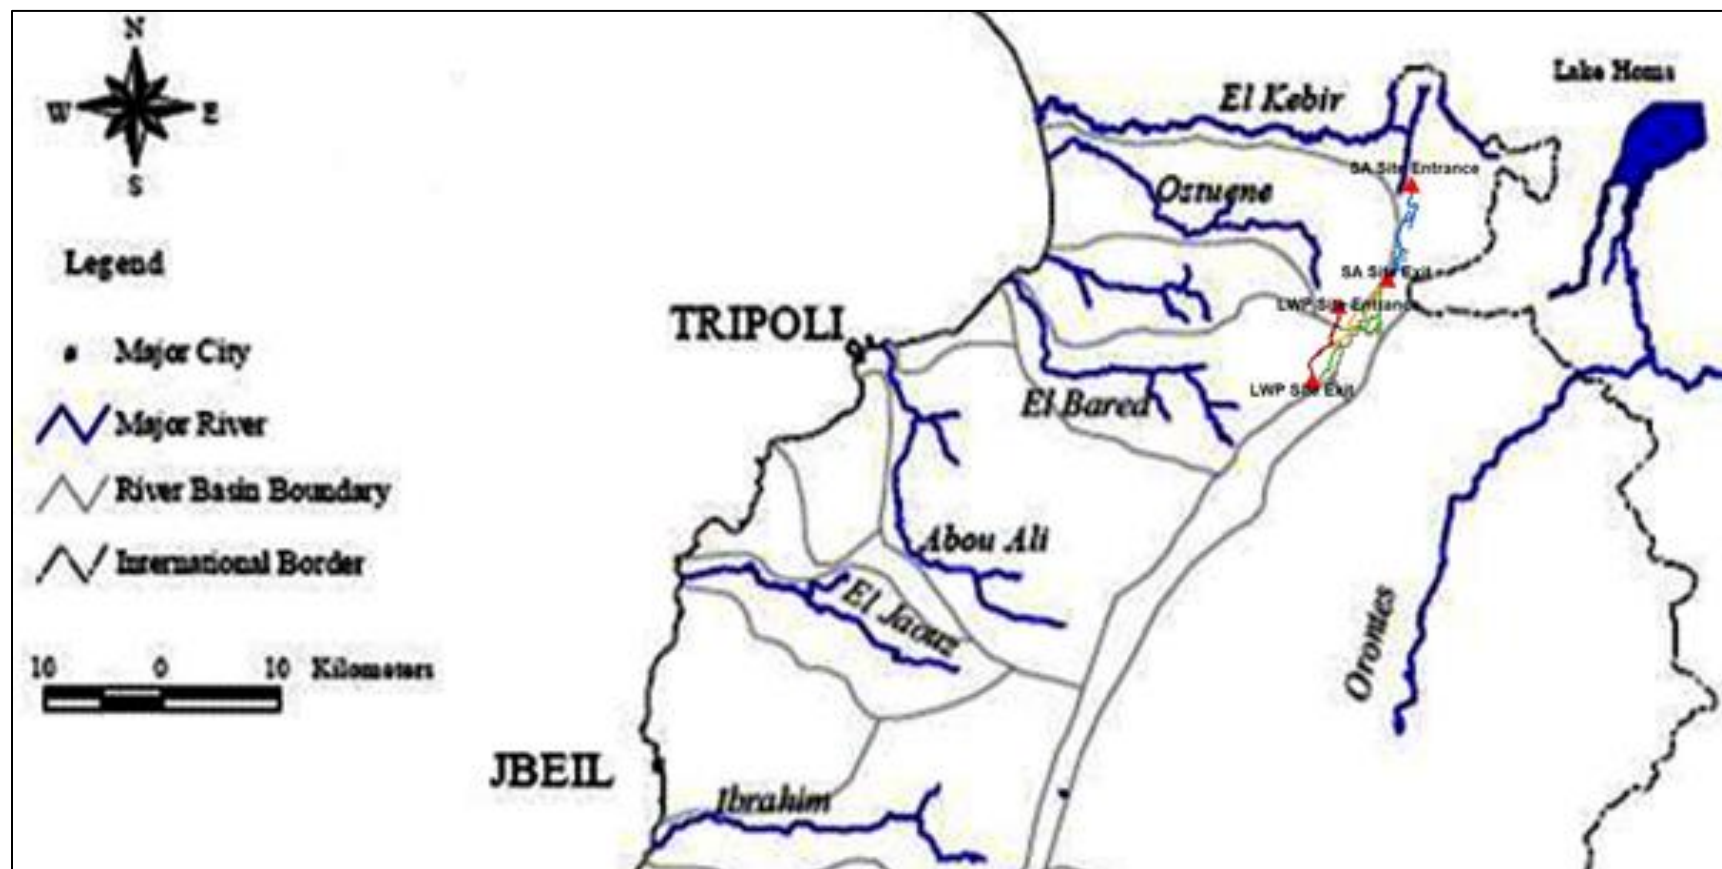 N
W E
S
Legend
Major City
Major River
River Basin Boundary
International Border
10 0 10 Kilometers
Lake Homs
El Kebir
SA Site Entrance
Ostuene
SA Site Exit
LWP Site Entrance
TRIPOLI
LWP Site Exit
El Bared
Abou Ali
El Jaouz
Orontes
JBEIL
Ibrahim